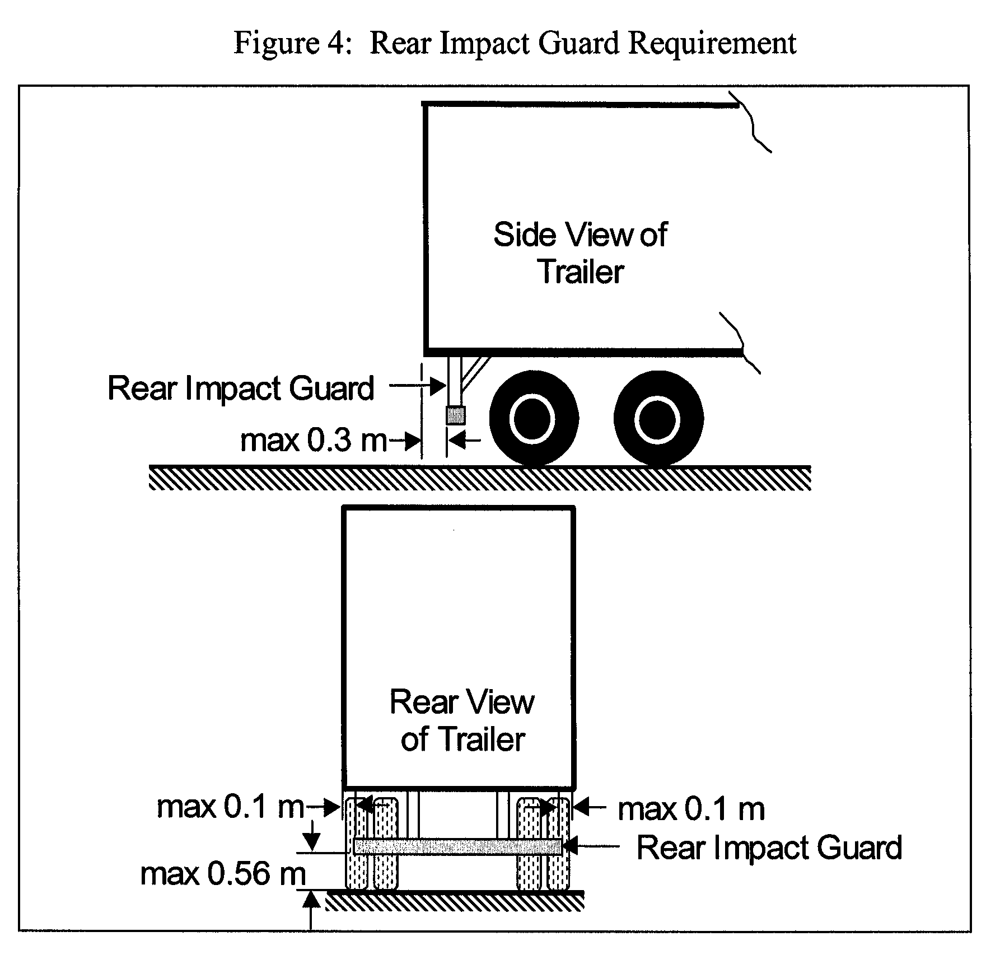 Figure 4: Rear Impact Guard Requirement
Side View of
Trailer
Rear Impact Guard
max 0.3 m
Rear View
of Trailer
max 0.1 m
max 0.1 m
Rear Impact Guard
max 0.56 m